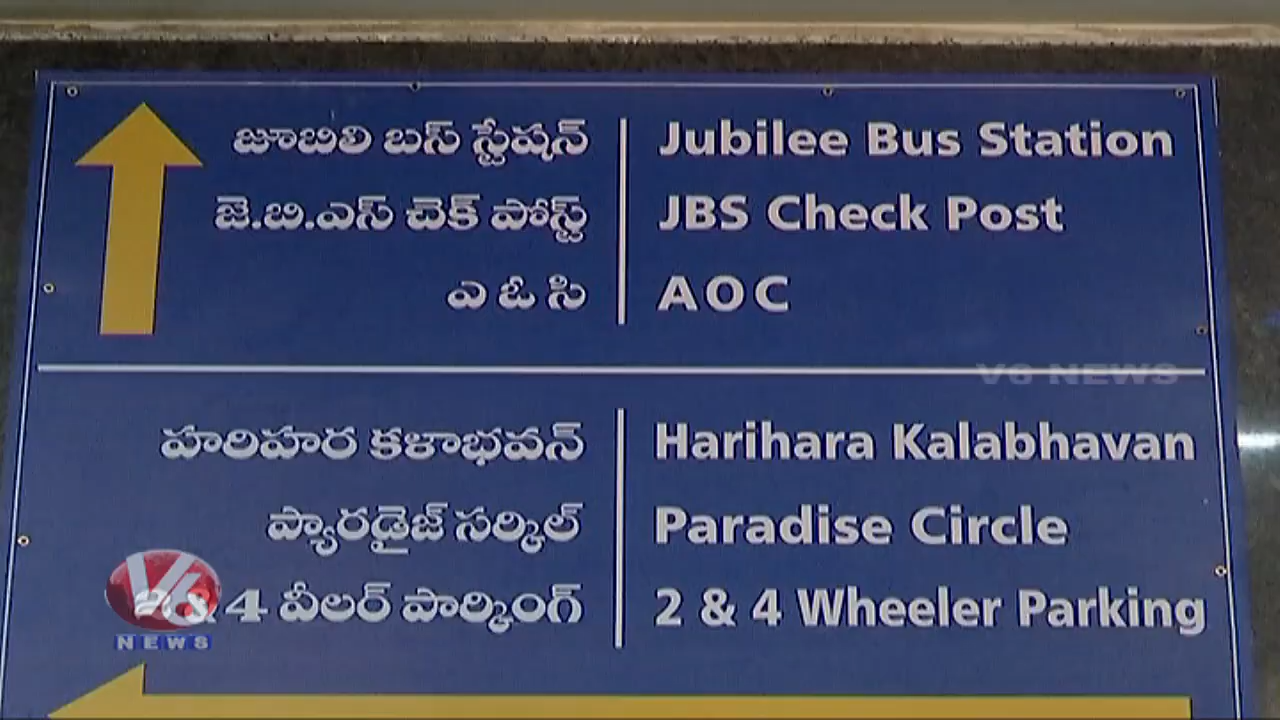 జూబిలి బస్ స్టేషన్ Jubilee Bus Station
జె.బి.ఎస్ చెక్ పోస్ట్ JBS Check Post
ఎ ఓ సి AOC
V6 NEWS
హరిహర కళాభవన్ Harihara Kalabhavan
ప్యారడైజ్ సర్కిల్ Paradise Circle
2 & 4 వీలర్ పార్కింగ్ 2 & 4 Wheeler Parking
V6
NEWS